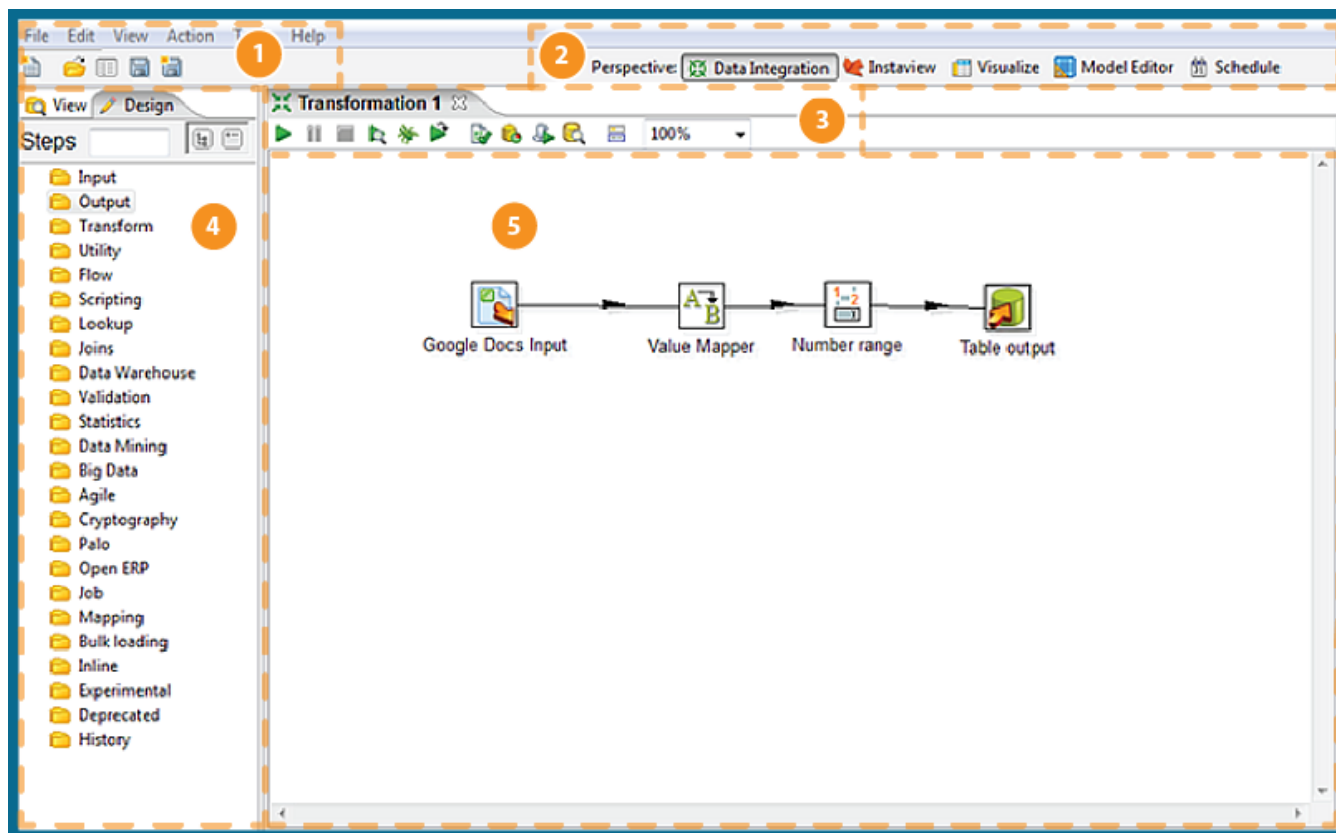 File Edit View Action T Help
1
2
Perspective: Data Integration Instaview Visualize Model Editor 31 Schedule
View Design
Transformation 1
3
Steps
100%
Input
Output
Transform
4
Utility
Flow
Scripting
Lookup
Joins
Data Warehouse
Validation
Statistics
Data Mining
Big Data
Agile
Cryptography
Palo
Open ERP
Job
Mapping
Bulk loading
Inline
Experimental
Deprecated
History
5
A B
1-2
Google Docs Input Value Mapper Number range Table output